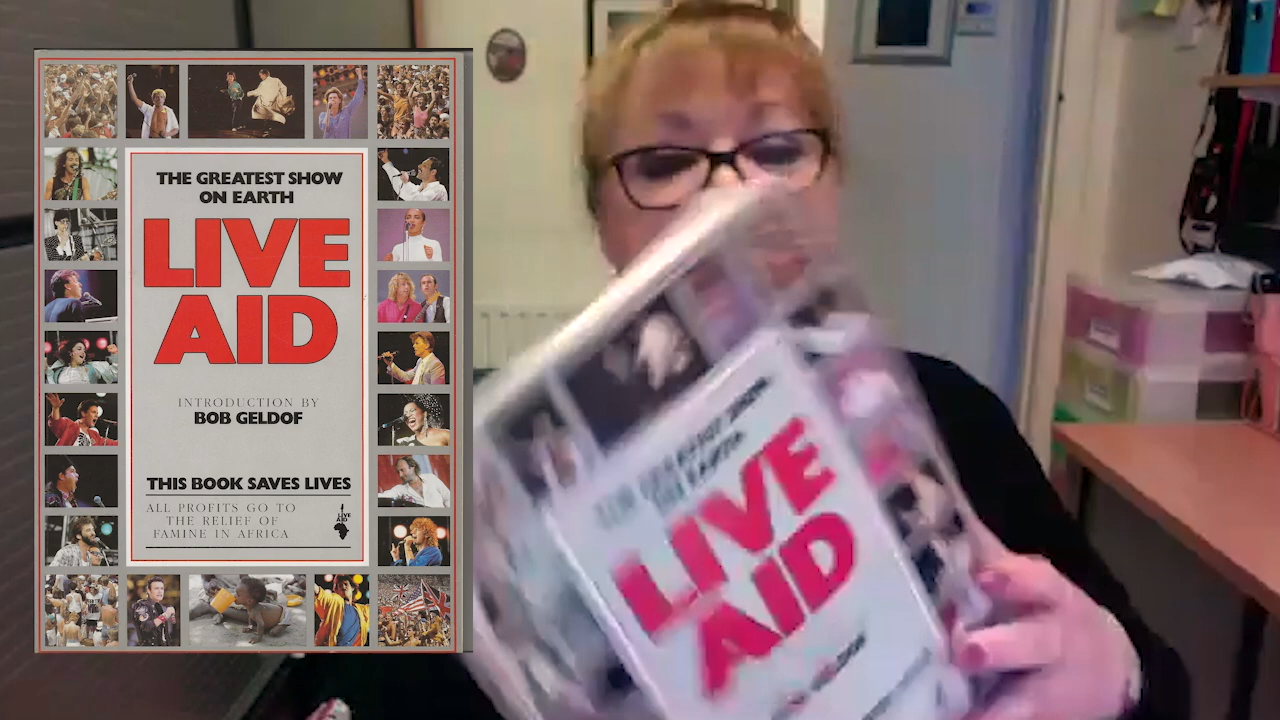 THE GREATEST SHOW
ON EARTH
LIVE
AID
INTRODUCTION BY
BOB GELDOF
THIS BOOK SAVES LIVES
ALL PROFITS GO TO
THE RELIEF OF
FAMINE IN AFRICA
LIVE
AID
LIVE
AID